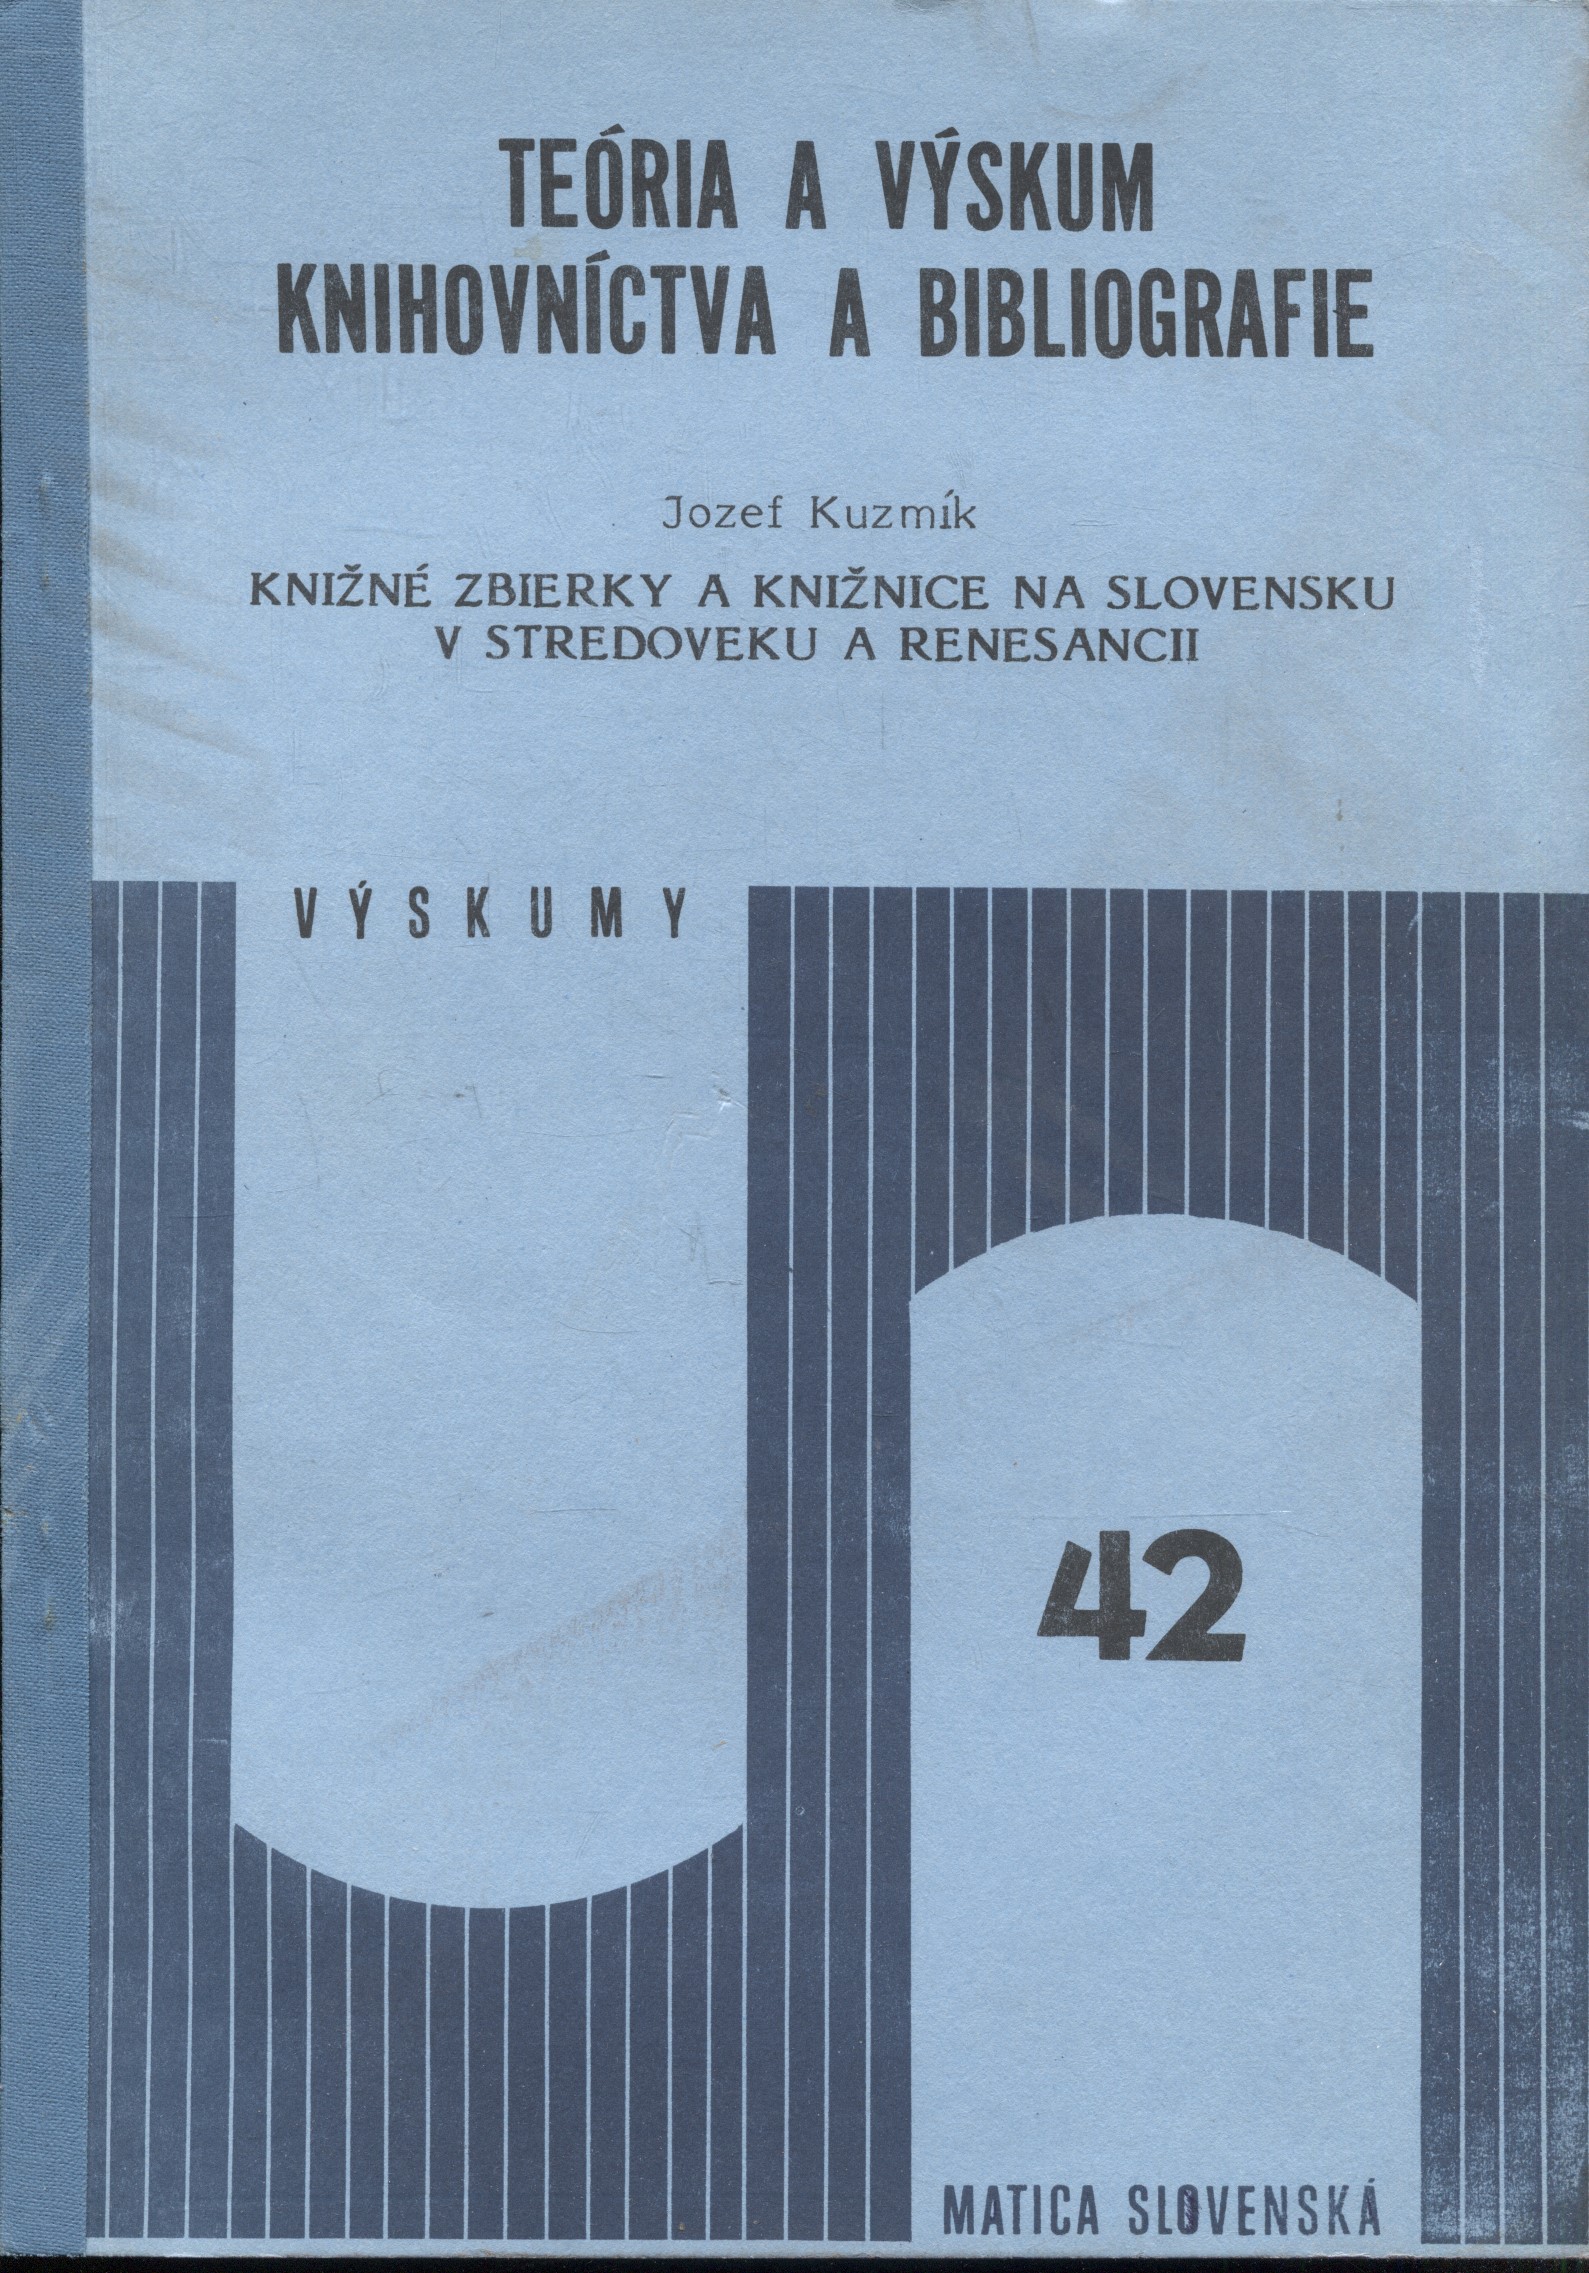 TEÓRIA A VÝSKUM
KNIHOVNÍCTVA A BIBLIOGRAFIE
Jozef Kuzmík
KNIŽNÉ ZBIERKY A KNIŽNICE NA SLOVENSKU
V STREDOVEKU A RENESANCII
VÝSKUMY
42
MATICA SLOVENSKÁ